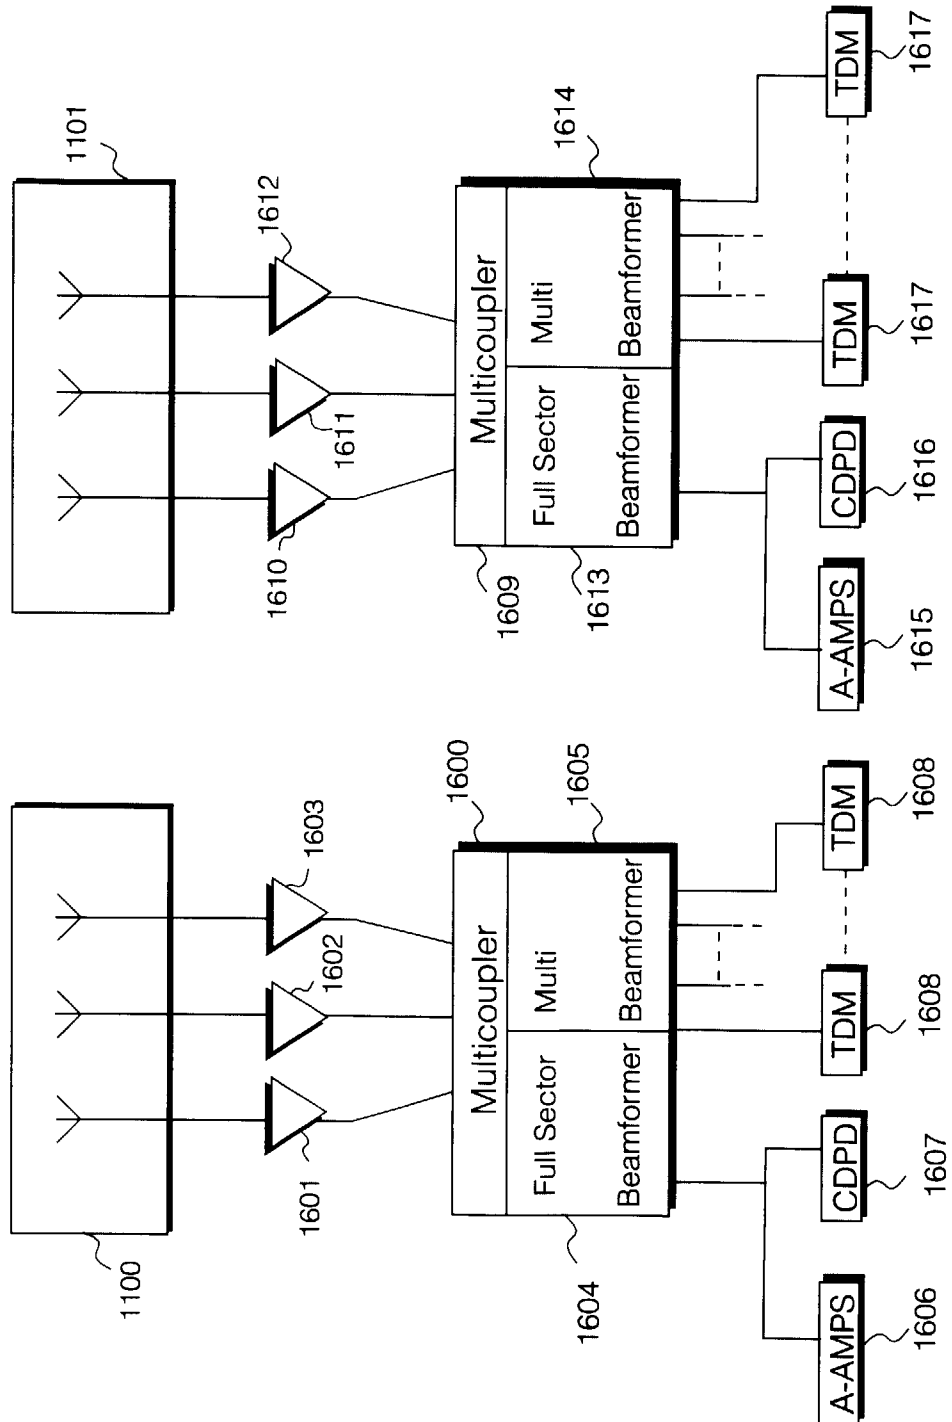 1101
1612
1611
1610
Multicoupler
1609
Full Sector
Beamformer
1613
Multi
Beamformer
1614
A-AMPS
1615
CDPD
1616
TDM
1617
TDM
1617
1100
1603
1602
1601
1600
Multicoupler
Full Sector
Beamformer
1604
Multi
Beamformer
1605
A-AMPS
1606
CDPD
1607
TDM
1608
TDM
1608